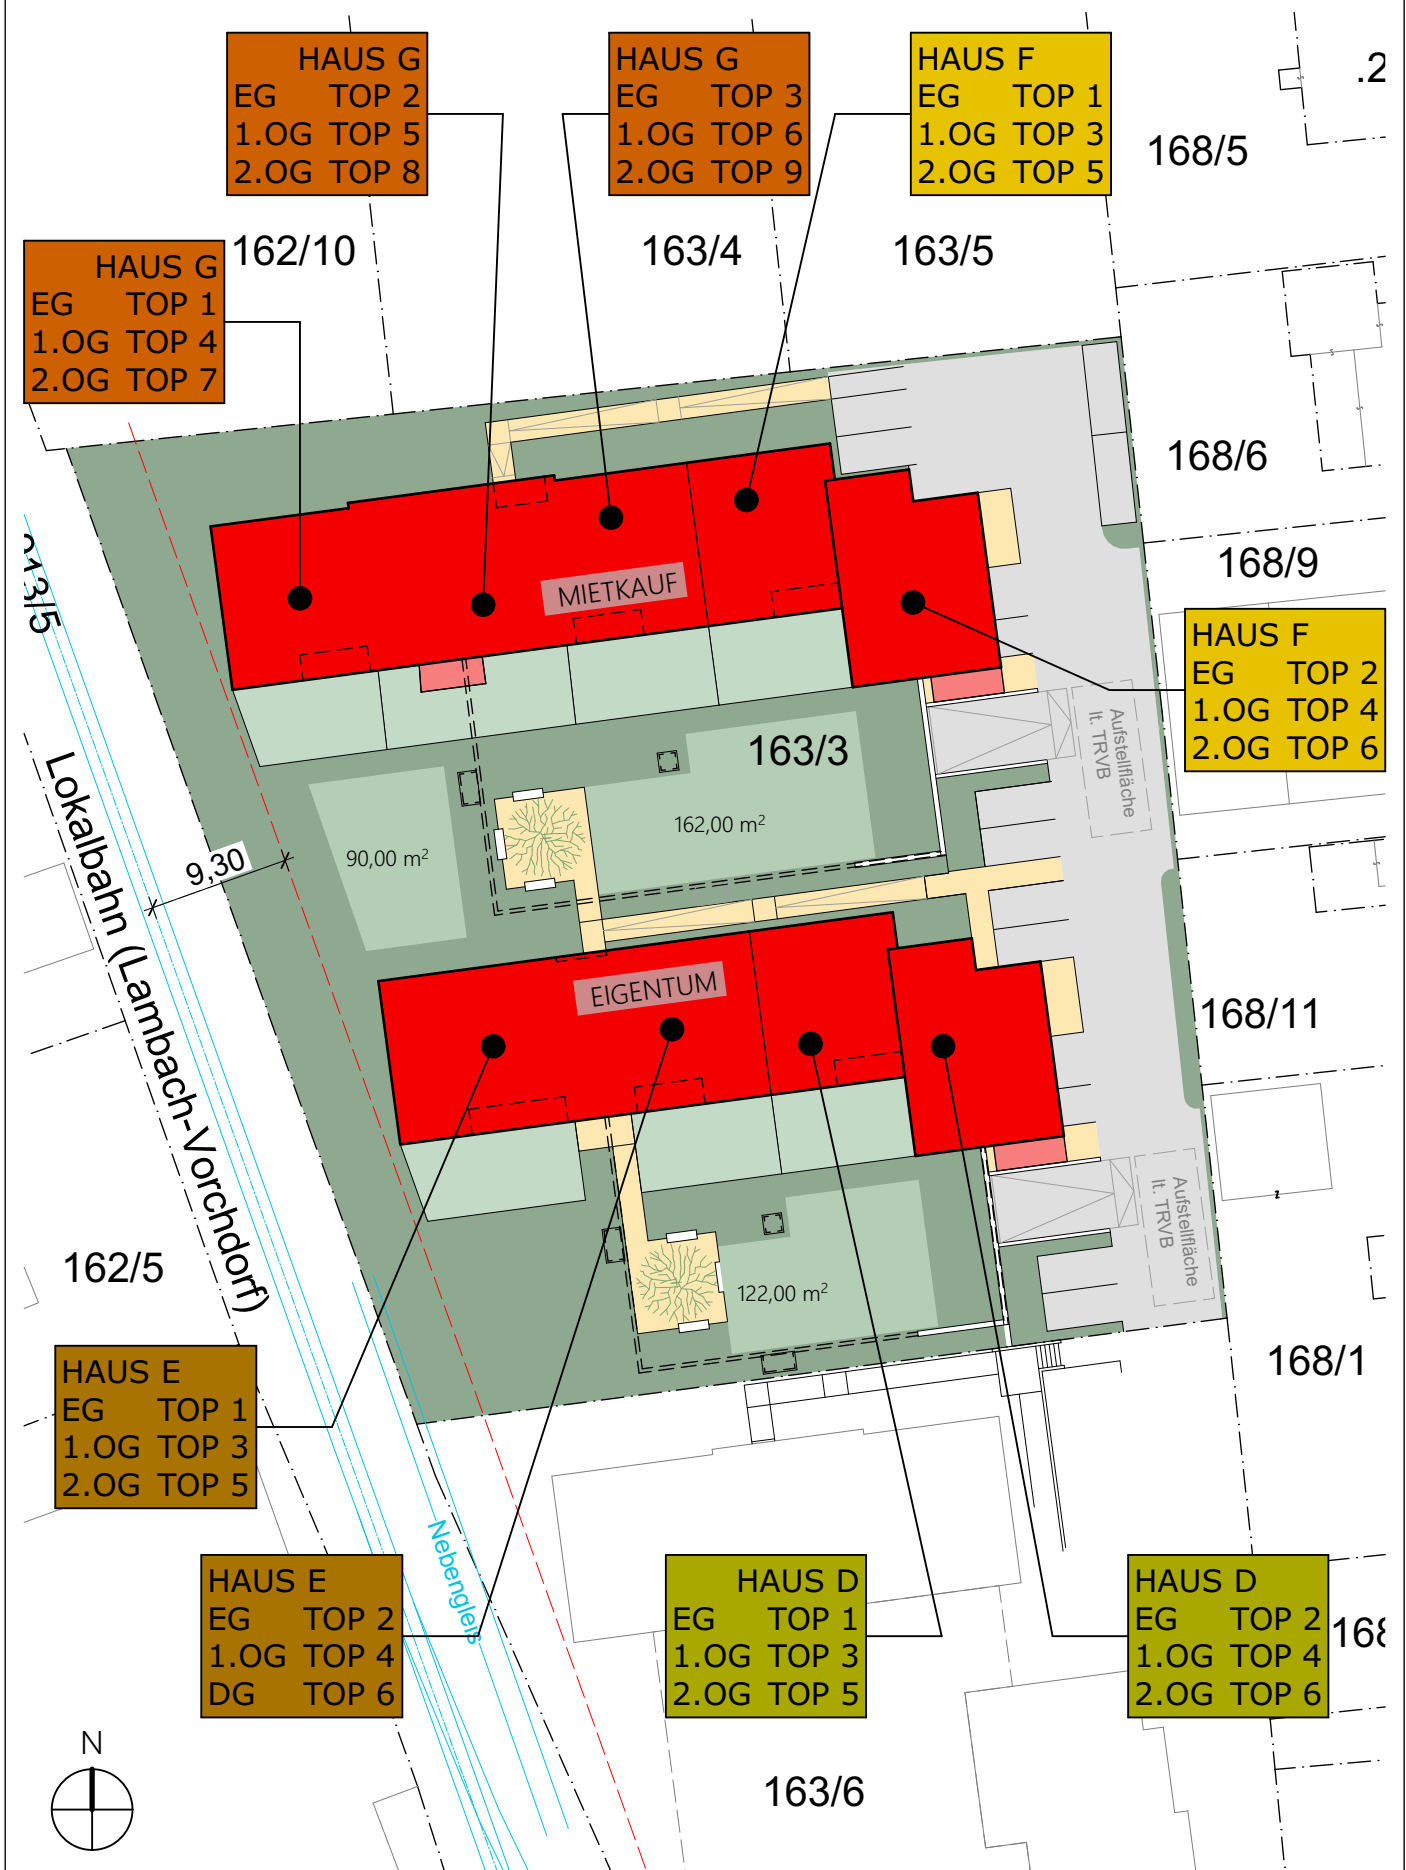 HAUS G
EG TOP 2
1.OG TOP 5
2.OG TOP 8
HAUS G
EG TOP 3
1.OG TOP 6
2.OG TOP 9
HAUS F
EG TOP 1
1.OG TOP 3
2.OG TOP 5
.2
168/5
HAUS G
EG TOP 1
1.OG TOP 4
2.OG TOP 7
162/10
163/4
163/5
168/6
168/9
MIETKAUF
HAUS F
EG TOP 2
1.OG TOP 4
2.OG TOP 6
163/3
Aufstellfläche
lt. TRVB
162,00 m²
90,00 m²
9,30
Lokalbahn (Lambach-Vorchdorf)
EIGENTUM
168/11
Aufstellfläche
lt. TRVB
162/5
122,00 m²
168/1
HAUS E
EG TOP 1
1.OG TOP 3
2.OG TOP 5
Nebengleis
HAUS E
EG TOP 2
1.OG TOP 4
DG TOP 6
HAUS D
EG TOP 1
1.OG TOP 3
2.OG TOP 5
HAUS D
EG TOP 2
1.OG TOP 4
2.OG TOP 6
N
163/6